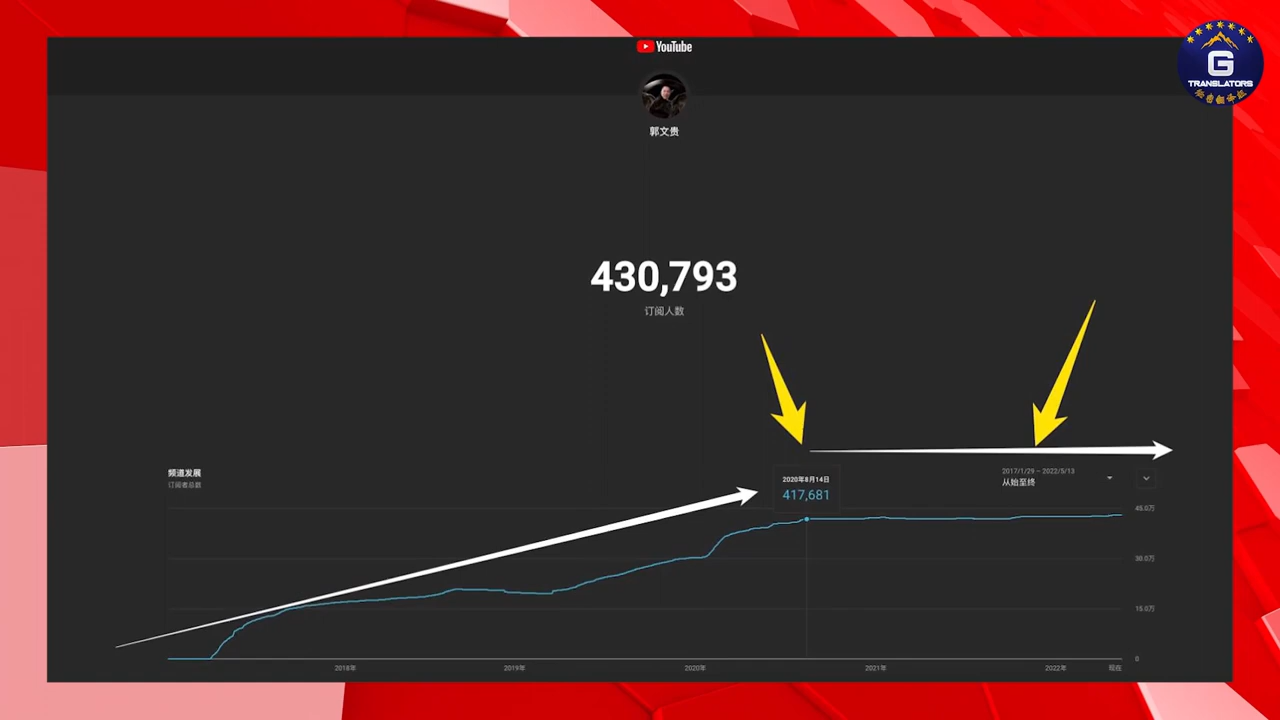 YouTube
G
TRANSLATORS
郭文贵
430,793
订阅人数
频道发展
订阅者总数
2020年8月14日
417,681
2017/1/29 – 2022/5/13
从始至终
45.0万
30.0万
15.0万
0
2018年
2019年
2020年
2021年
2022年
现在